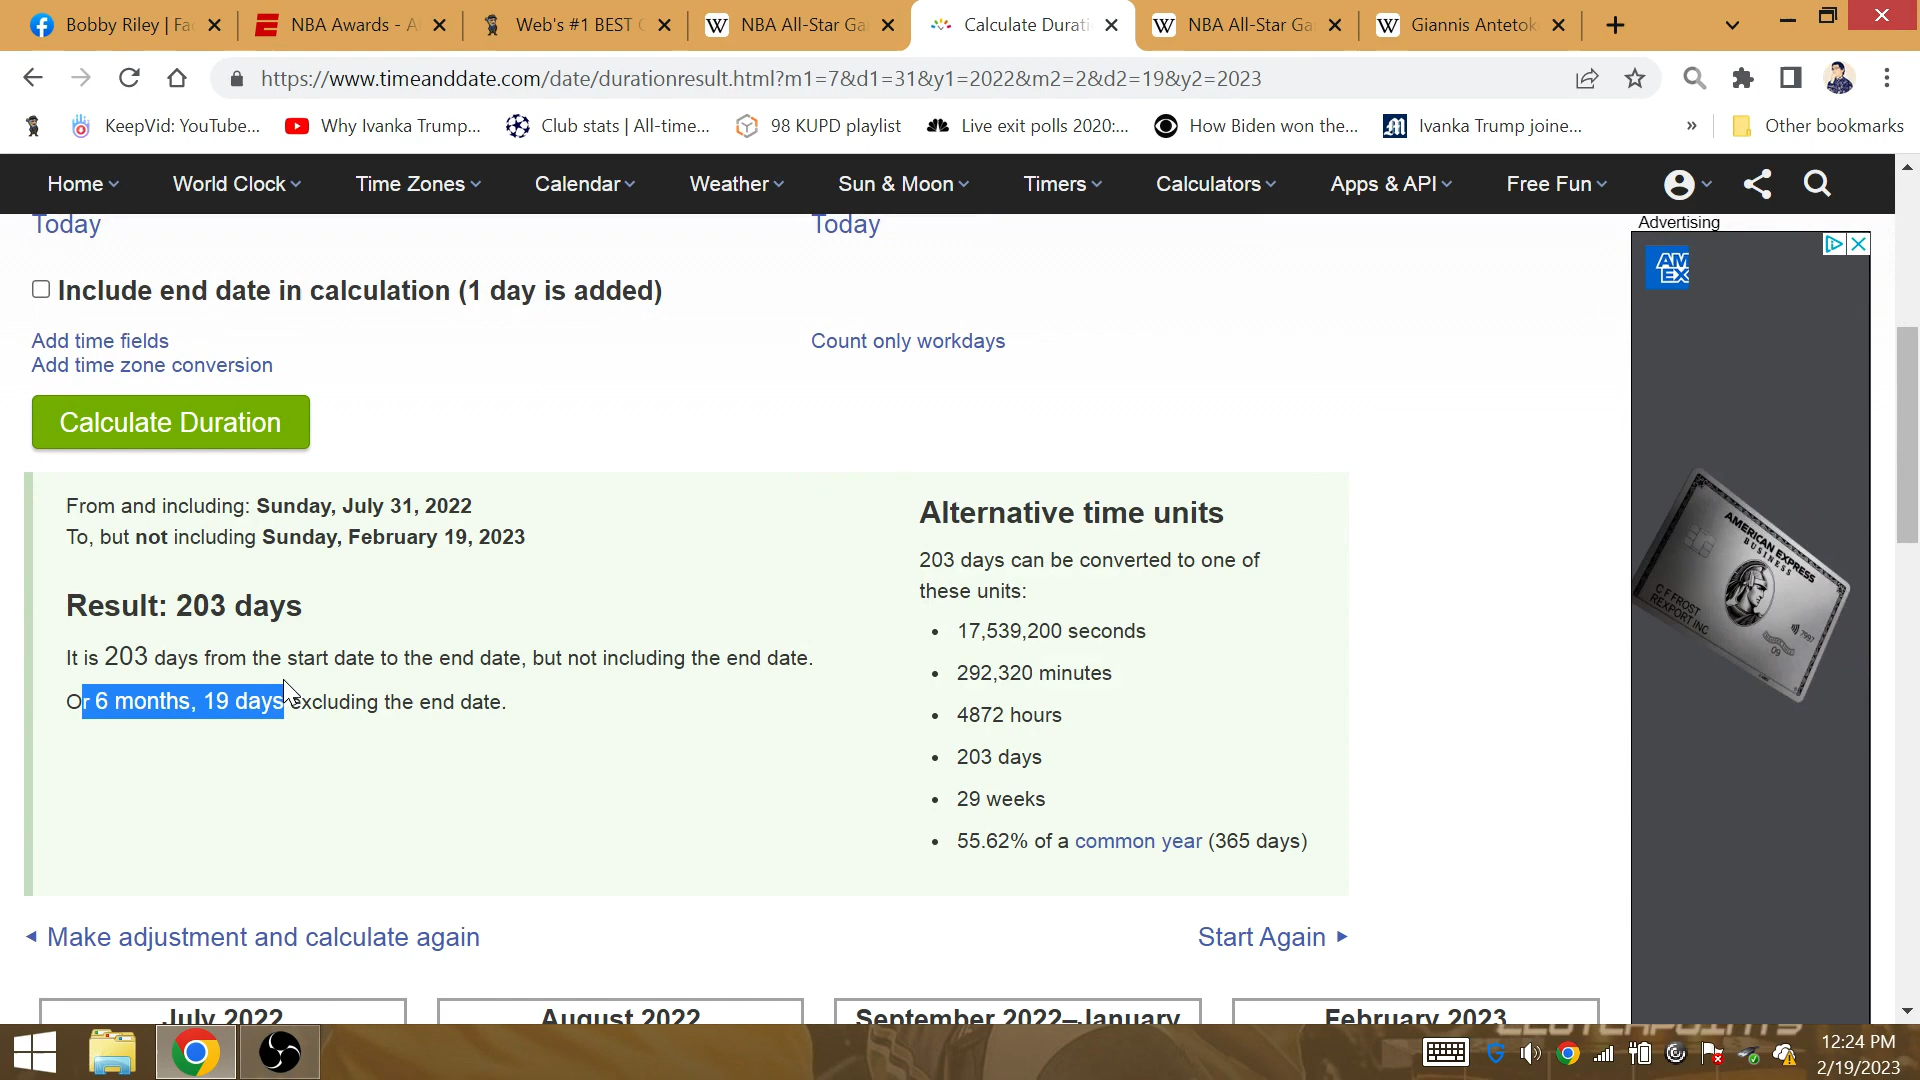 Bobby Riley | Fac
NBA Awards - A
Web's #1 BEST C
NBA All-Star Ga
Calculate Durati
NBA All-Star Ga
Giannis Antetok
https://www.timeanddate.com/date/durationresult.html?m1=7&d1=31&y1=2022&m2=2&d2=19&y2=2023
KeepVid: YouTube...
Why Ivanka Trump...
Club stats | All-time...
98 KUPD playlist
Live exit polls 2020:...
How Biden won the...
Ivanka Trump joine...
»
Other bookmarks
Home
World Clock
Time Zones
Calendar
Weather
Sun & Moon
Timers
Calculators
Apps & API
Free Fun
Today
Today
Advertising
AM
EX
Include end date in calculation (1 day is added)
Add time fields
Count only workdays
Add time zone conversion
Calculate Duration
From and including: Sunday, July 31, 2022
To, but not including Sunday, February 19, 2023
Result: 203 days
It is 203 days from the start date to the end date, but not including the end date.
Or 6 months, 19 days excluding the end date.
Alternative time units
203 days can be converted to one of
these units:
• 17,539,200 seconds
• 292,320 minutes
• 4872 hours
• 203 days
• 29 weeks
• 55.62% of a common year (365 days)
AMERICAN EXPRESS
BUSINESS
C F FROST
REXPORT INC
Make adjustment and calculate again
Start Again
July 2022
August 2022
September 2022–January
February 2023
CLUTCHPOINTS
12:24 PM
2/19/2023